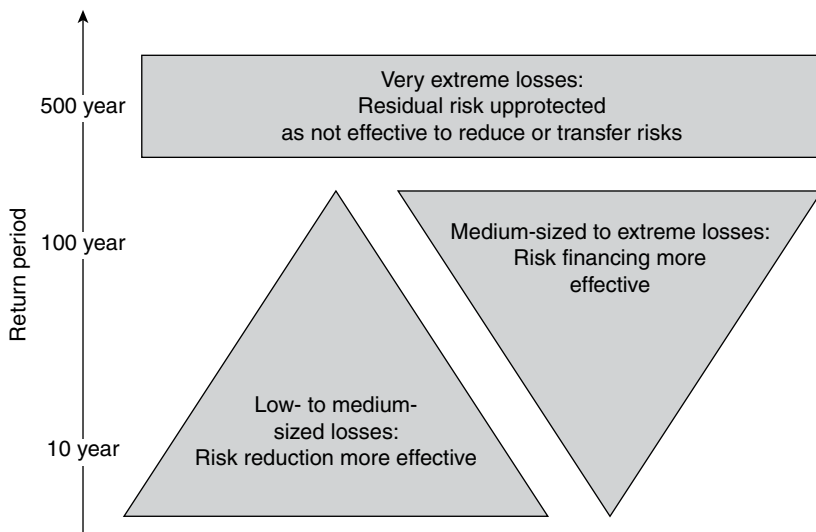 500 year
Very extreme losses:
Residual risk upprotected
as not effective to reduce or transfer risks
Return period
100 year
Medium-sized to extreme losses:
Risk financing more
effective
10 year
Low- to medium-
sized losses:
Risk reduction more effective